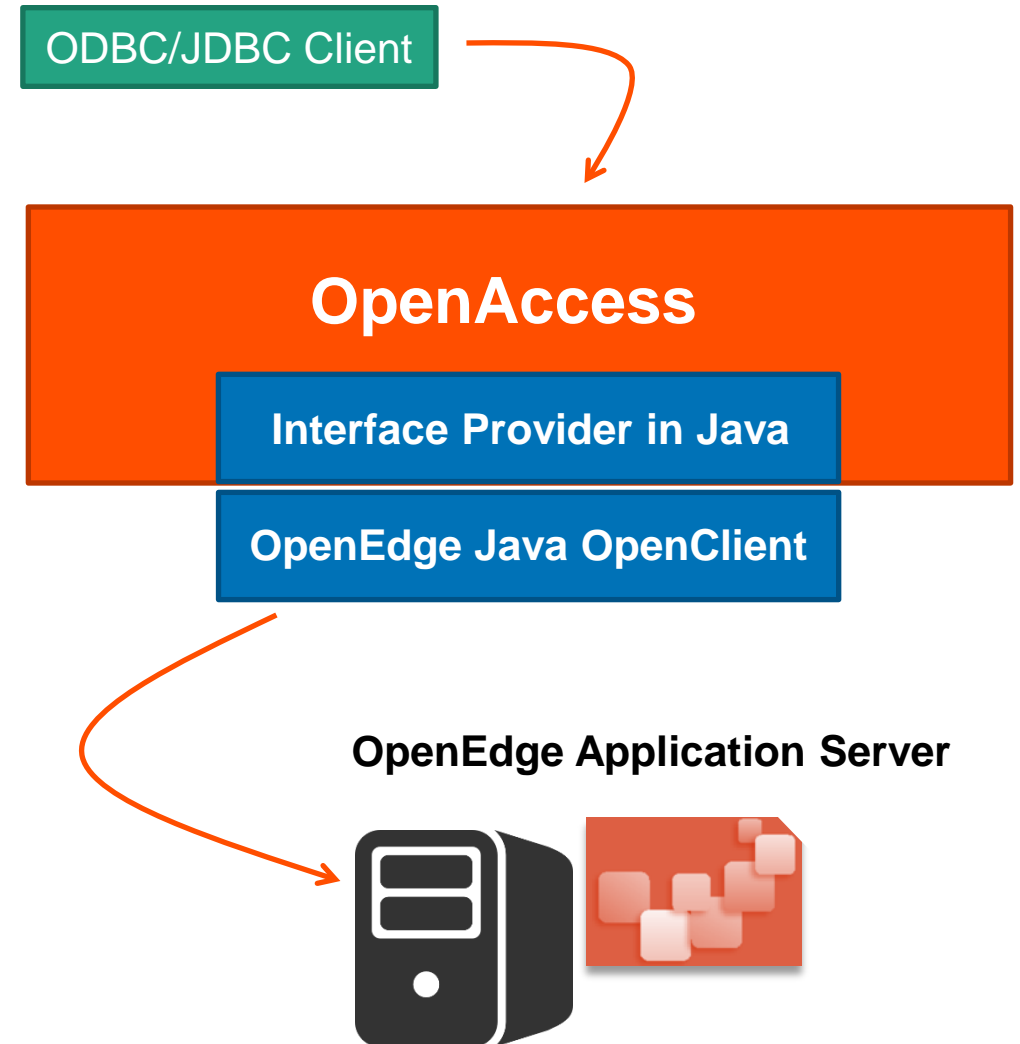 ODBC/JDBC Client
OpenAccess
Interface Provider in Java
OpenEdge Java OpenClient
OpenEdge Application Server